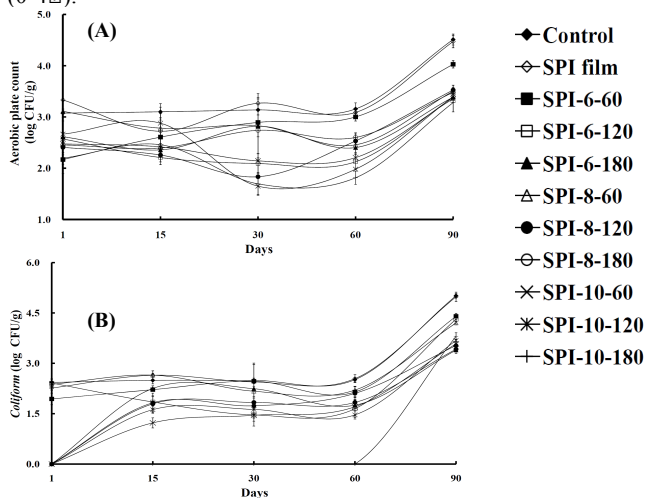 (A)
5.0
4.0
3.0
2.0
1.0
Aerobic plate count
(log CFU/g)
1 15 30 60 90
Days
(B)
6.0
4.5
3.0
1.5
0.0
Coliform (log CFU/g)
1 15 30 60 90
Days
Control
SPI film
SPI-6-60
SPI-6-120
SPI-6-180
SPI-8-60
SPI-8-120
SPI-8-180
SPI-10-60
SPI-10-120
SPI-10-180